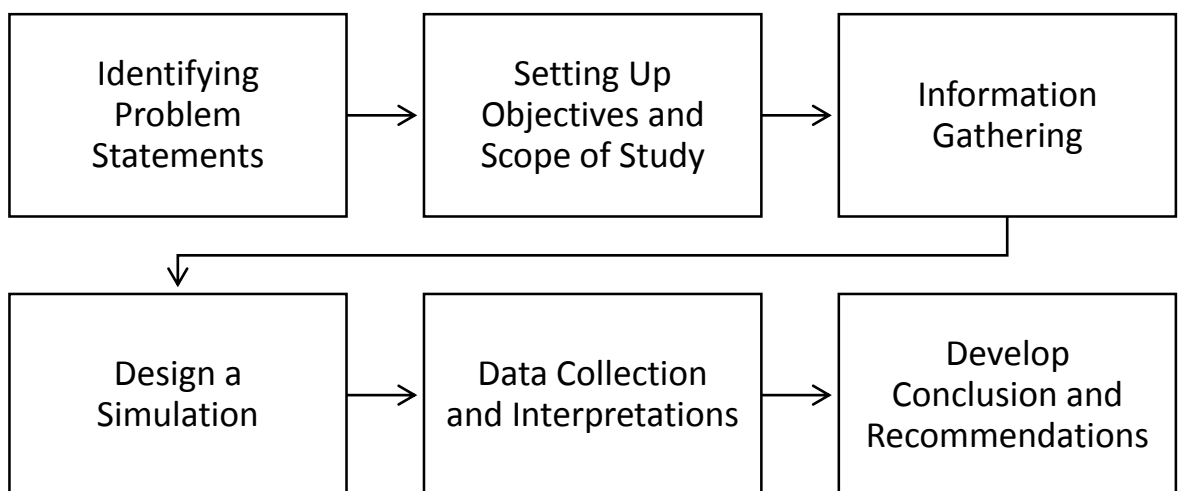 Identifying
Problem
Statements
Setting Up
Objectives and
Scope of Study
Information
Gathering
Design a
Simulation
Data Collection
and Interpretations
Develop
Conclusion and
Recommendations